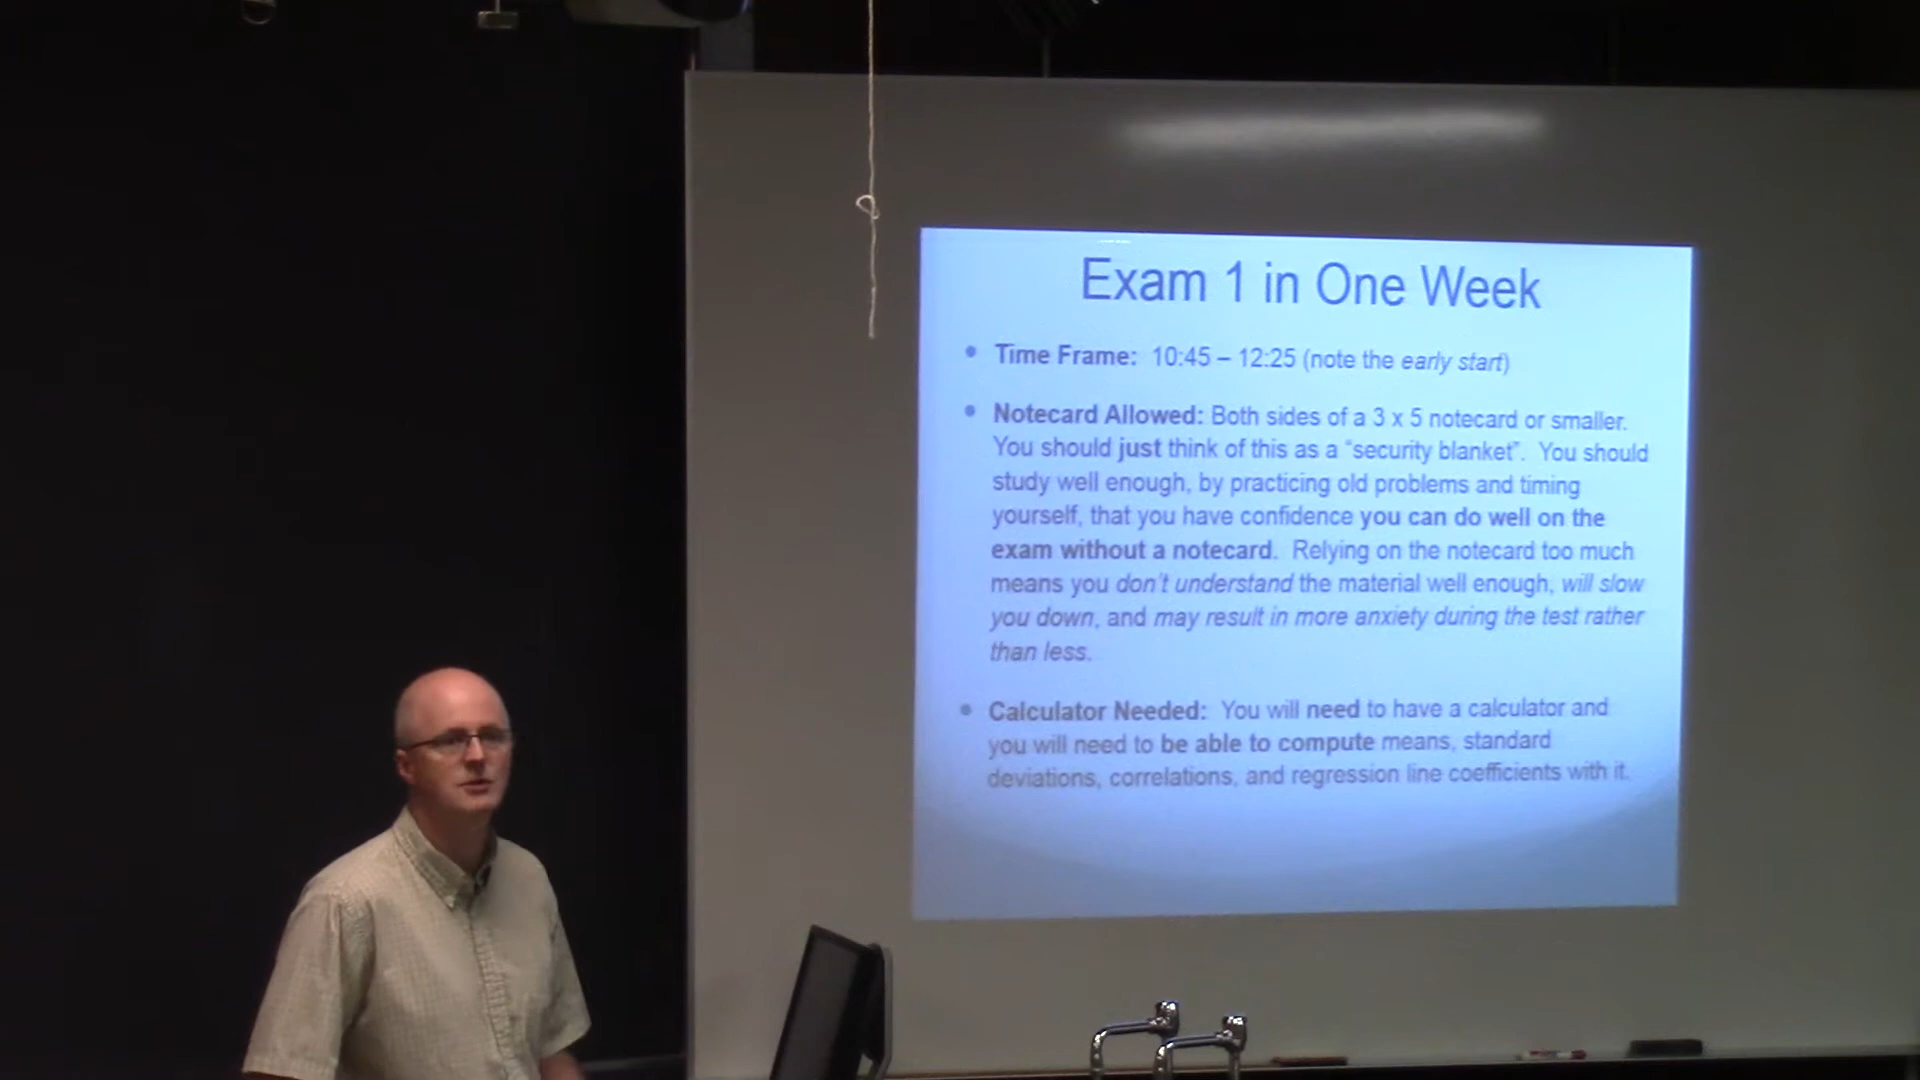 Exam 1 in One Week
• Time Frame: 10:45 – 12:25 (note the early start)
• Notecard Allowed: Both sides of a 3 x 5 notecard or smaller.
You should just think of this as a “security blanket”. You should
study well enough, by practicing old problems and timing
yourself, that you have confidence you can do well on the
exam without a notecard. Relying on the notecard too much
means you don’t understand the material well enough, will slow
you down, and may result in more anxiety during the test rather
than less.
• Calculator Needed: You will need to have a calculator and
you will need to be able to compute means, standard
deviations, correlations, and regression line coefficients with it.